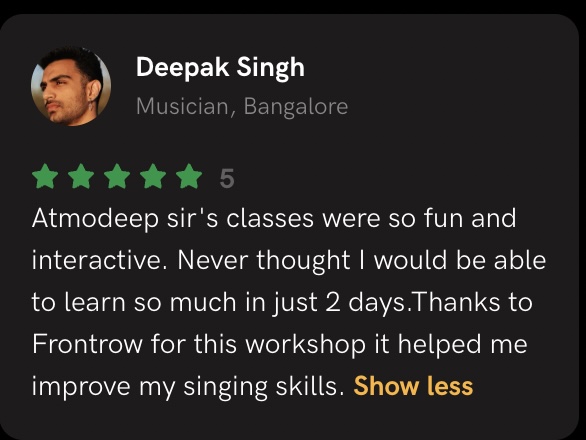 Deepak Singh
Musician, Bangalore
5
Atmodeep sir's classes were so fun and
interactive. Never thought I would be able
to learn so much in just 2 days.Thanks to
Frontrow for this workshop it helped me
improve my singing skills. Show less